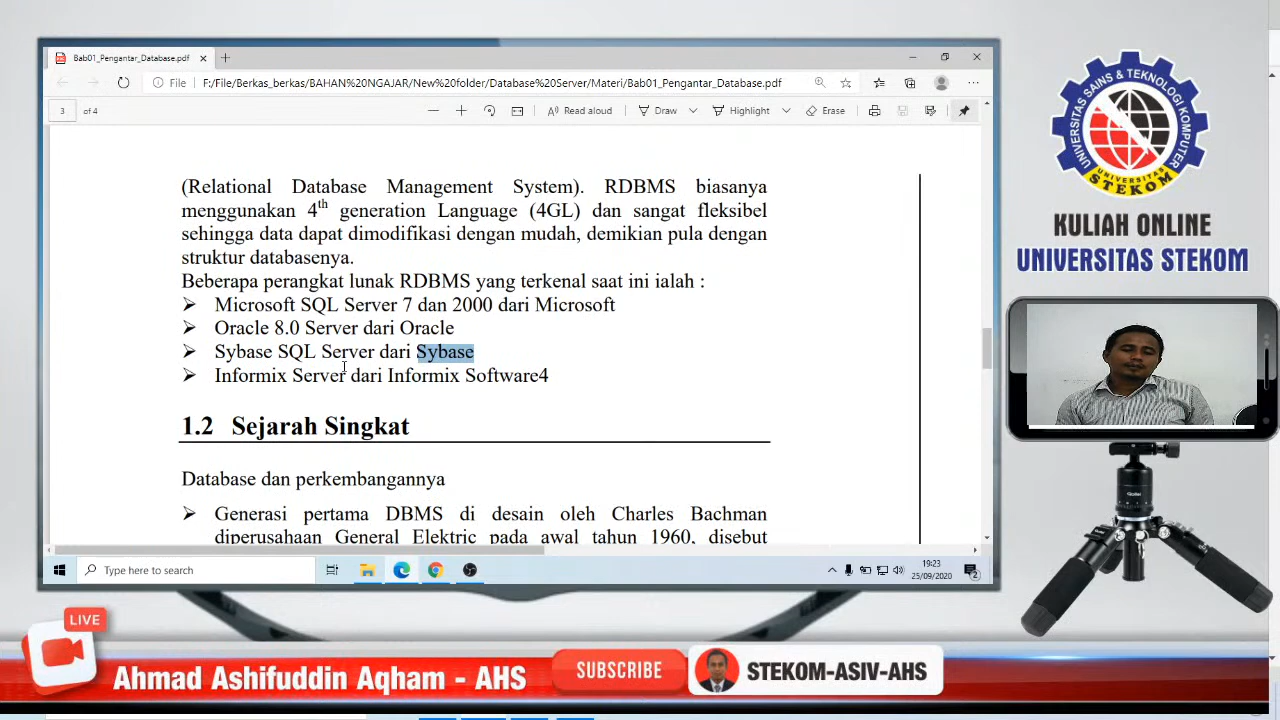 Bab01_Pengantar_Database.pdf
File F:/File/Berkas_berkas/BAHAN%20NGAJAR/New%20folder/Database%20Server/Materi/Bab01_Pengantar_Database.pdf
3 of 4 Read aloud Draw Highlight Erase
(Relational Database Management System). RDBMS biasanya
menggunakan 4th generation Language (4GL) dan sangat fleksibel
sehingga data dapat dimodifikasi dengan mudah, demikian pula dengan
struktur databasenya.
Beberapa perangkat lunak RDBMS yang terkenal saat ini ialah :
➢ Microsoft SQL Server 7 dan 2000 dari Microsoft
➢ Oracle 8.0 Server dari Oracle
➢ Sybase SQL Server dari Sybase
➢ Informix Server dari Informix Software4
1.2 Sejarah Singkat
Database dan perkembangannya
➢ Generasi pertama DBMS di desain oleh Charles Bachman
diperusahaan General Elektric pada awal tahun 1960, disebut
Type here to search
19:23
25/09/2020
2
UNIVERSITAS SAINS & TEKNOLOGI KOMPUTER
UNIVERSITAS
STEKOM
KULIAH ONLINE
UNIVERSITAS STEKOM
LIVE
Ahmad Ashifuddin Aqham - AHS
SUBSCRIBE
STEKOM-ASIV-AHS